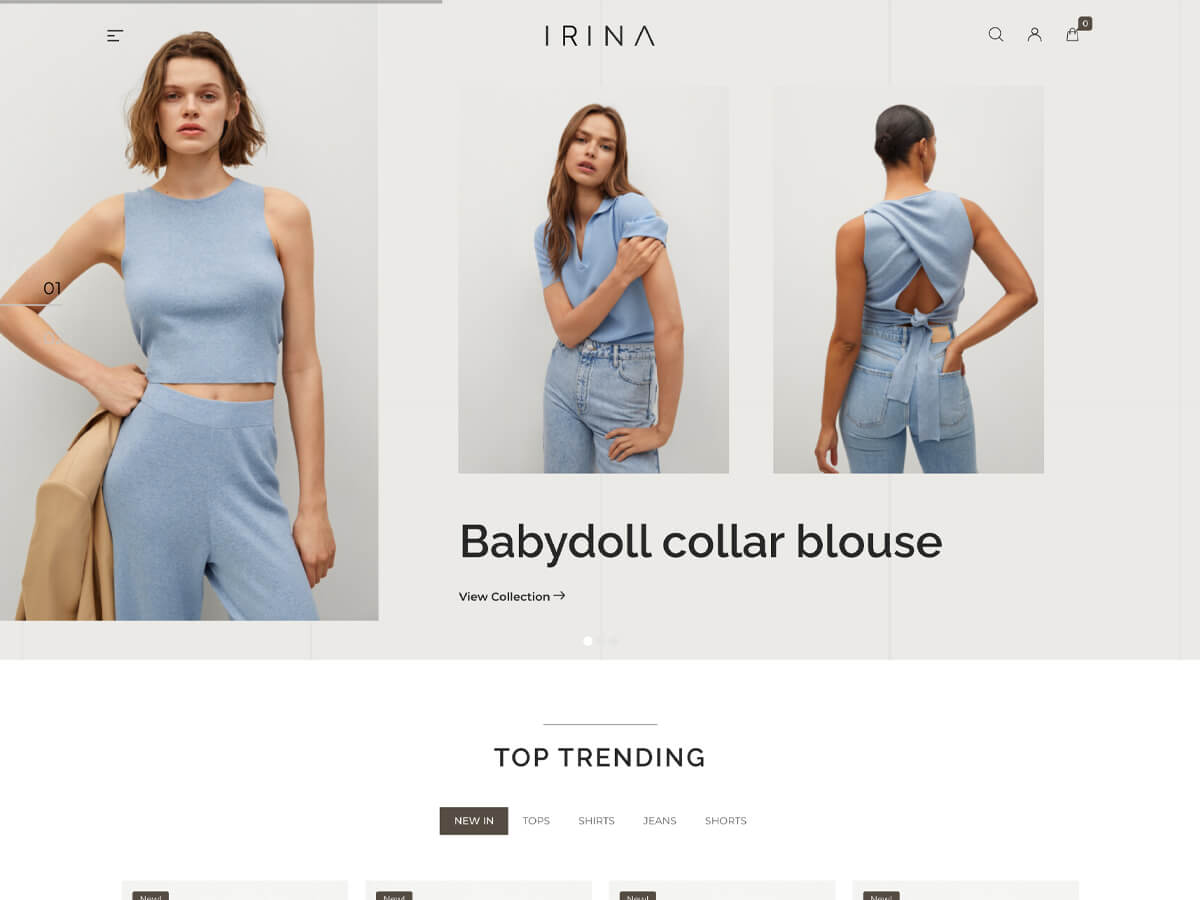 IRINA
0
01
Babydoll collar blouse
View Collection
TOP TRENDING
NEW IN TOPS SHIRTS JEANS SHORTS
New! New! New! New!